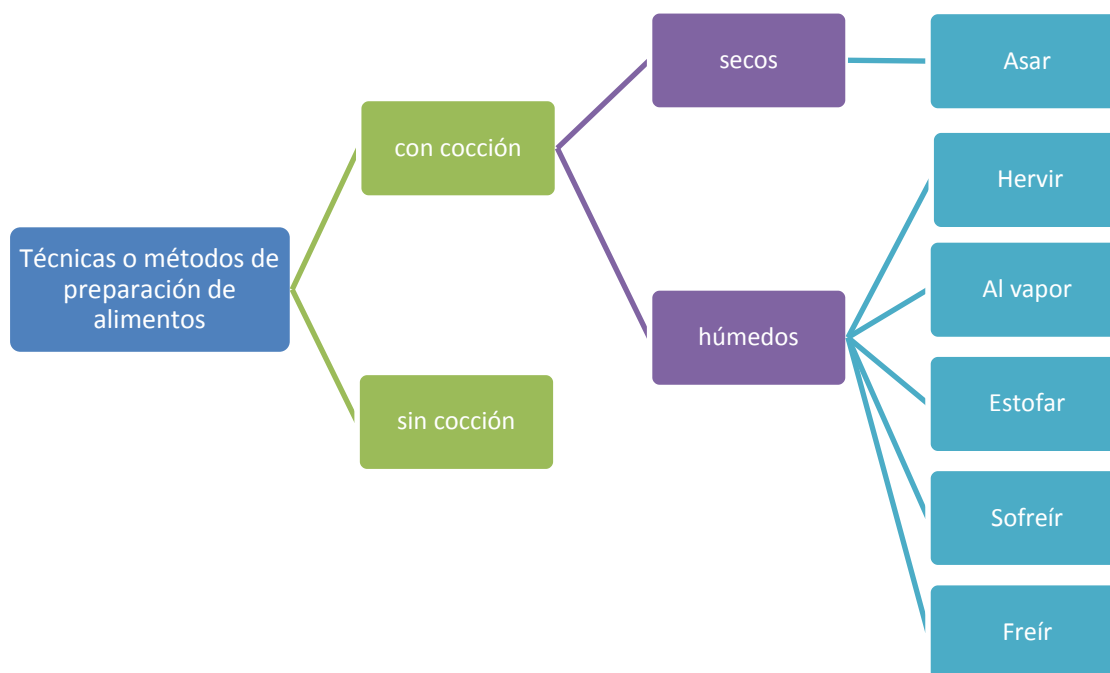 Técnicas o métodos de
preparación de
alimentos
con cocción
sin cocción
secos
húmedos
Asar
Hervir
Al vapor
Estofar
Sofreír
Freír